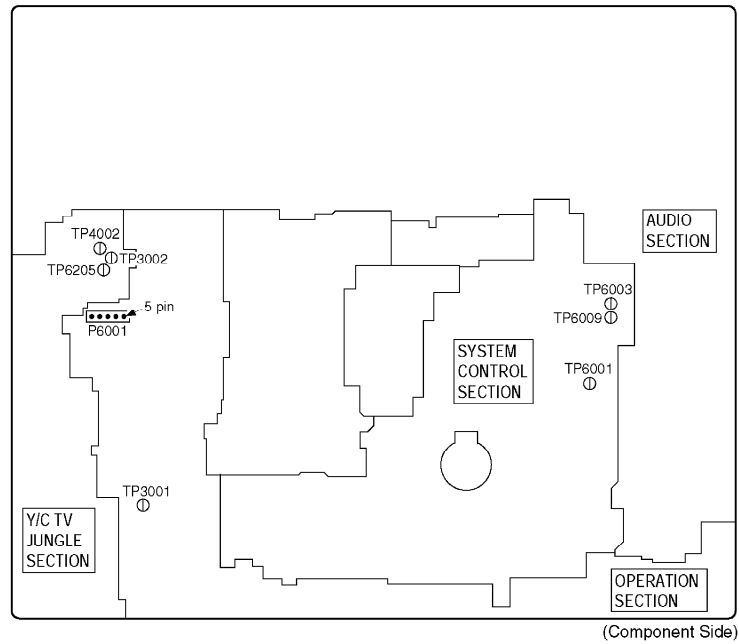 AUDIO
SECTION
TP4002
TP3002
TP6205
5 pin
P6001
TP6003
TP6009
SYSTEM
CONTROL
SECTION
TP6001
TP3001
Y/C TV
JUNGLE
SECTION
OPERATION
SECTION
(Component Side)